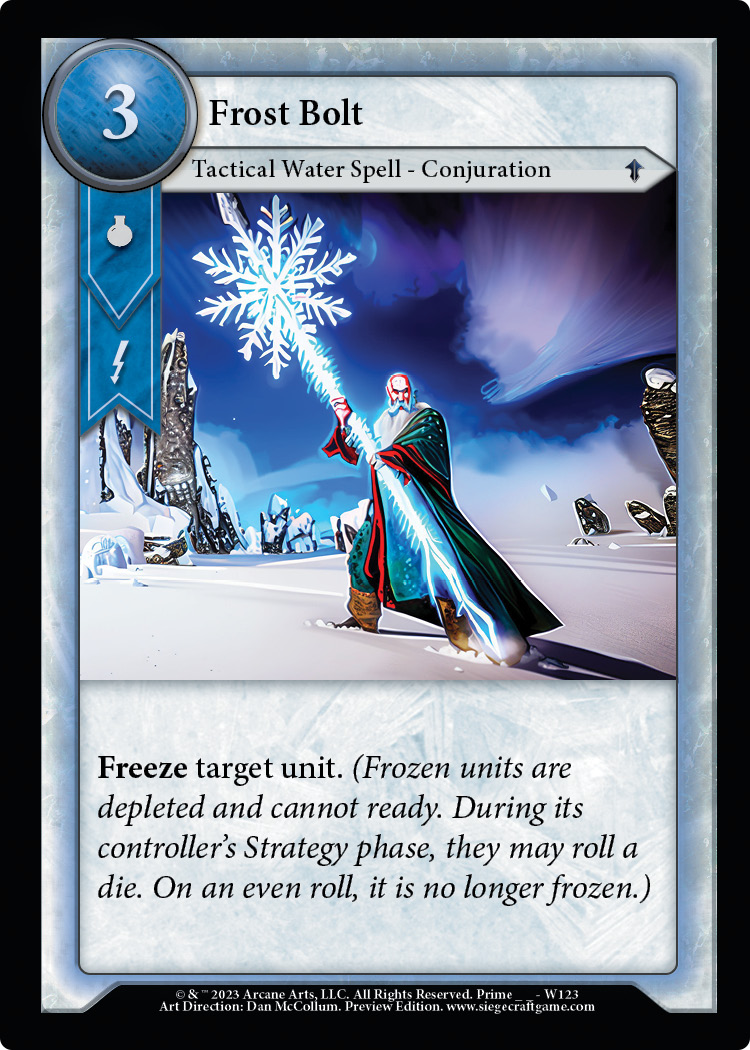 3
Frost Bolt
Tactical Water Spell - Conjuration
Freeze target unit. (Frozen units are
depleted and cannot ready. During its
controller's Strategy phase, they may roll a
die. On an even roll, it is no longer frozen.)
© & ™ 2023 Arcane Arts, LLC. All Rights Reserved. Prime _ _ - W123
Art Direction: Dan McCollum. Preview Edition. www.siegecraftgame.com